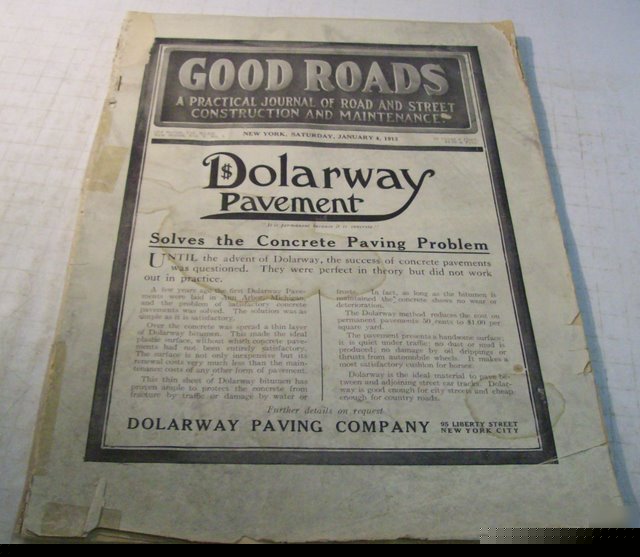 GOOD ROADS
A PRACTICAL JOURNAL OF ROAD AND STREET
CONSTRUCTION AND MAINTENANCE
NEW YORK, SATURDAY, JANUARY 4, 1913
$
Dolarway
Pavement
"It is permanent because it is concrete"
Solves the Concrete Paving Problem
UNTIL the advent of Dolarway, the success of concrete pavements
was questioned. They were perfect in theory but did not work
out in practice.
A few years ago the first Dolarway Pave-
ments were laid in Ann Arbor, Michigan,
and the problem of satisfactory concrete
pavements was solved. The solution was as
simple as it is satisfactory.
Over the concrete was spread a thin layer
of Dolarway bitumen. This made the ideal
plastic surface, without which concrete pave-
ments had not been entirely satisfactory.
The surface is not only inexpensive but its
renewal costs very much less than the main-
tenance costs of any other form of pavement.
This thin sheet of Dolarway bitumen has
proven ample to protect the concrete from
fracture by traffic or damage by water or
frosts. In fact, as long as the bitumen is
maintained the concrete shows no wear or
deterioration.
The Dolarway method reduces the cost on
permanent pavements 50 cents to $1.00 per
square yard.
The pavement presents a handsome surface;
it is quiet under traffic; no dust or mud is
produced; no damage by oil drippings or
thrusts from automobile wheels. It makes a
most satisfactory cushion for horses.
Dolarway is the ideal material to pave be-
tween and adjoining street car tracks. Dolar-
way is good enough for city streets and cheap
enough for country roads.
Further details on request
DOLARWAY PAVING COMPANY
95 LIBERTY STREET
NEW YORK CITY